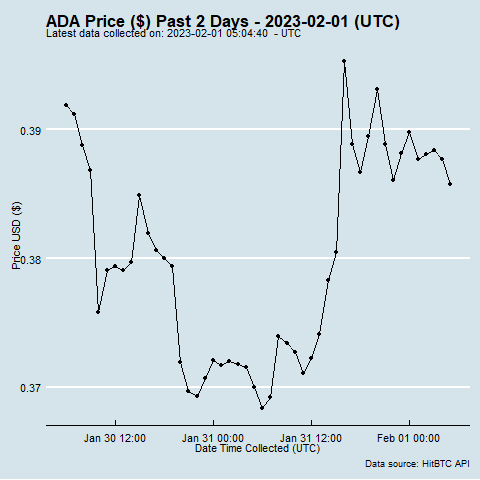 ADA Price ($) Past 2 Days - 2023-02-01 (UTC)
Latest data collected on: 2023-02-01 05:04:40  - UTC
0.39
0.38
0.37
Price USD ($)
Jan 30 12:00
Jan 31 00:00
Jan 31 12:00
Feb 01 00:00
Date Time Collected (UTC)
Data source: HitBTC API